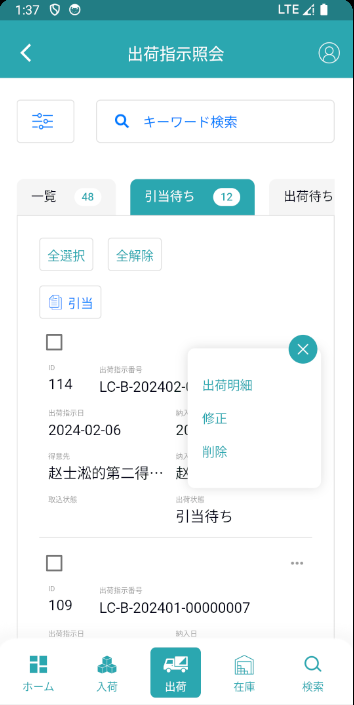 1:37 LTE
出荷指示照会
キーワード検索
一覧 48 引当待ち 12 出荷待ち
全選択 全解除
引当
ID 出荷指示番号
114 LC-B-202402-
出荷明細
修正
削除
出荷指示日 納入
2024-02-06 20
得意先 納入
赵士淞的第二得… 赵
取込状態 出荷状態
引当待ち
ID 出荷指示番号
109 LC-B-202401-00000007
出荷指示日 納入日
ホーム 入荷 出荷 在庫 検索